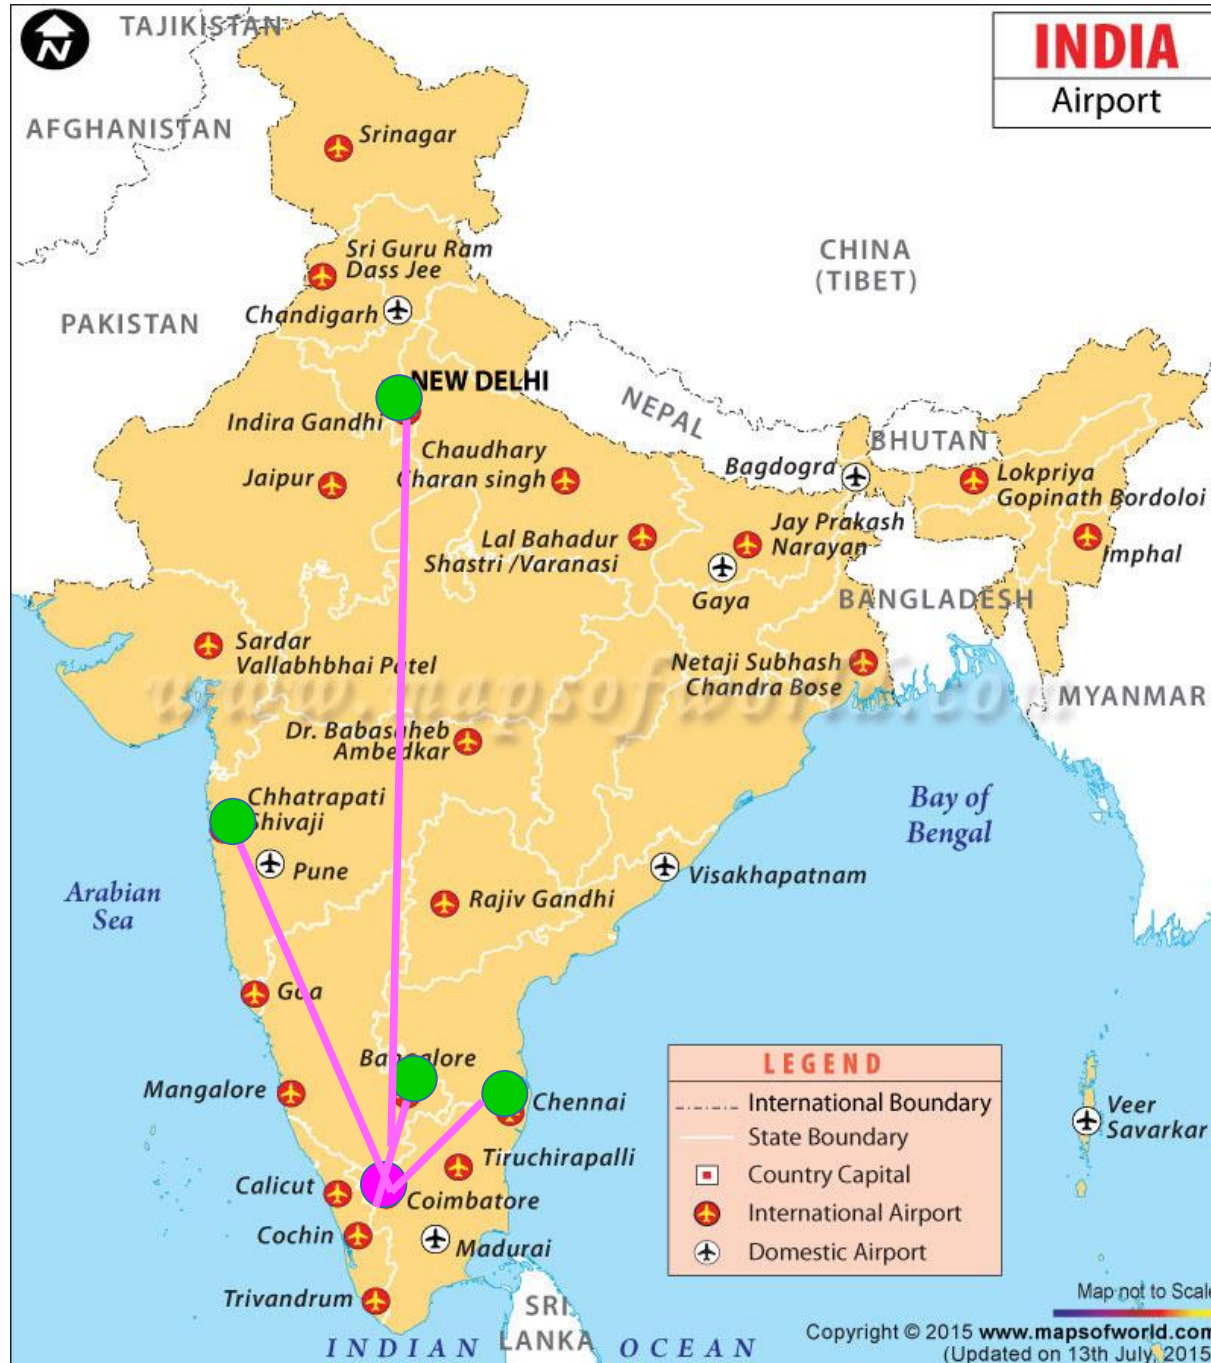 TAJIKISTAN
N
INDIA
Airport
AFGHANISTAN
Srinagar
Sri Guru Ram
Dass Jee
CHINA
(TIBET)
Chandigarh
PAKISTAN
NEW DELHI
NEPAL
Indira Gandhi
BHUTAN
Chaudhary
Charan singh
Jaipur
Bagdogra
Lokpriya
Gopinath Bordoloi
Lal Bahadur
Shastri /Varanasi
Jay Prakash
Narayan
Imphal
Gaya
BANGLADESH
Sardar
Vallabhbhai Patel
Netaji Subhash
Chandra Bose
www.mapsofworld.com
MYANMAR
Dr. Babasaheb
Ambedkar
Chhatrapati
Shivaji
Bay of
Bengal
Pune
Visakhapatnam
Arabian
Sea
Rajiv Gandhi
Goa
Bangalore
Mangalore
Chennai
LEGEND
International Boundary
State Boundary
Country Capital
International Airport
Domestic Airport
Veer
Savarkar
Tiruchirapalli
Calicut
Coimbatore
Cochin
Madurai
Trivandrum
SRI
LANKA
INDIAN OCEAN
Map not to Scale
Copyright © 2015 www.mapsofworld.com
(Updated on 13th July, 2015)